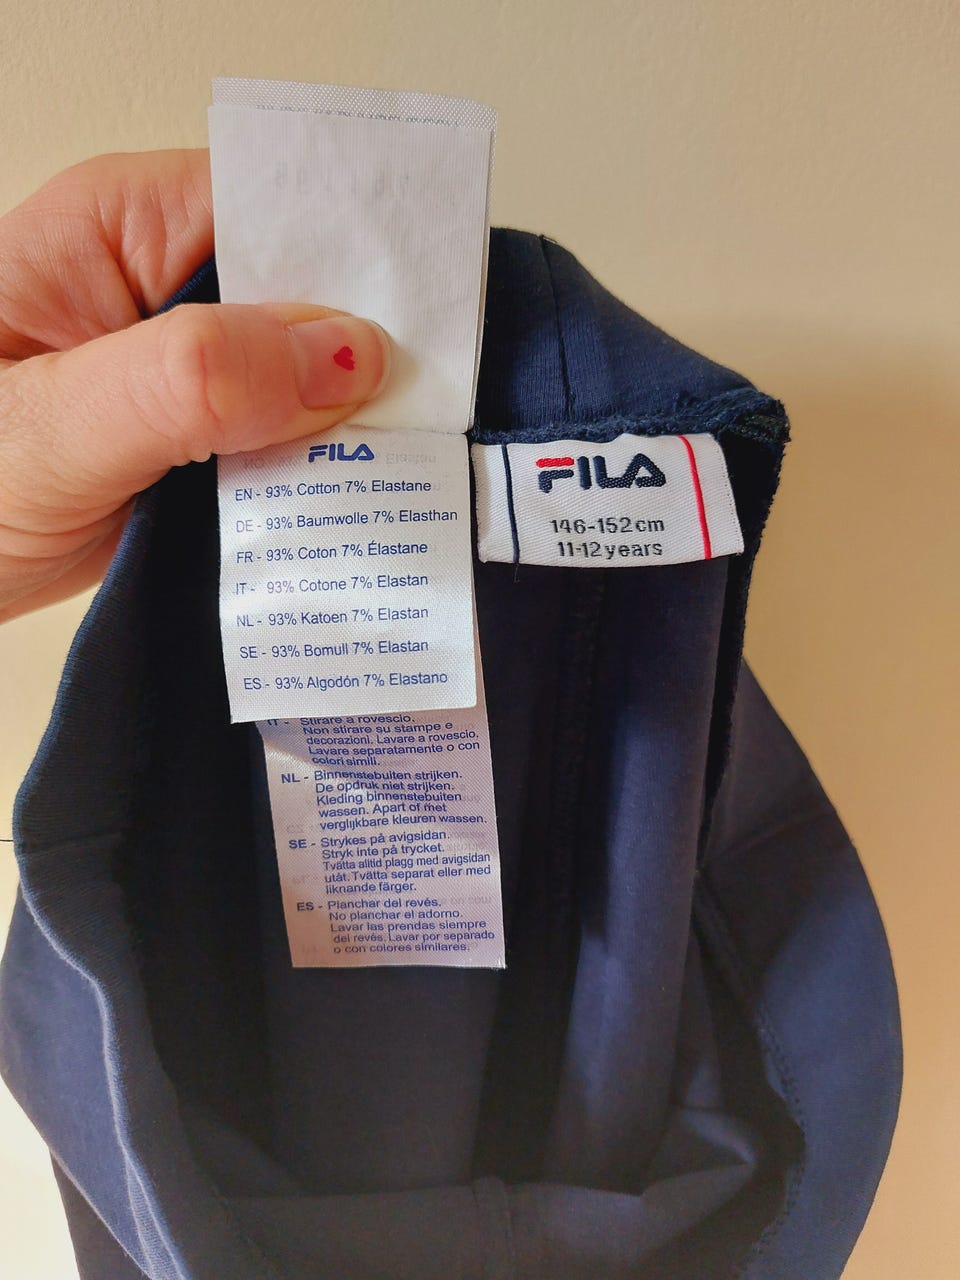 FILA
EN - 93% Cotton 7% Elastane
DE - 93% Baumwolle 7% Elasthan
FR - 93% Coton 7% Élastane
IT - 93% Cotone 7% Elastan
NL - 93% Katoen 7% Elastan
SE - 93% Bomull 7% Elastan
ES - 93% Algodón 7% Elastano
FILA
146-152cm
11-12years
IT - Stirare a rovescio.
Non stirare su stampe e
decorazioni. Lavare a rovescio.
Lavare separatamente o con
colori simili.
NL - Binnenstebuiten strijken.
De opdruk niet strijken.
Kleding binnenstebuiten
wassen. Apart of met
verglijkbare kleuren wassen.
SE - Strykes på avigsidan.
Stryk inte på trycket.
Tvätta alltid plagg med avigsidan
utåt. Tvätta separat eller med
liknande färger.
ES - Planchar del revés.
No planchar el adorno.
Lavar las prendas siempre
del revés. Lavar por separado
o con colores similares.